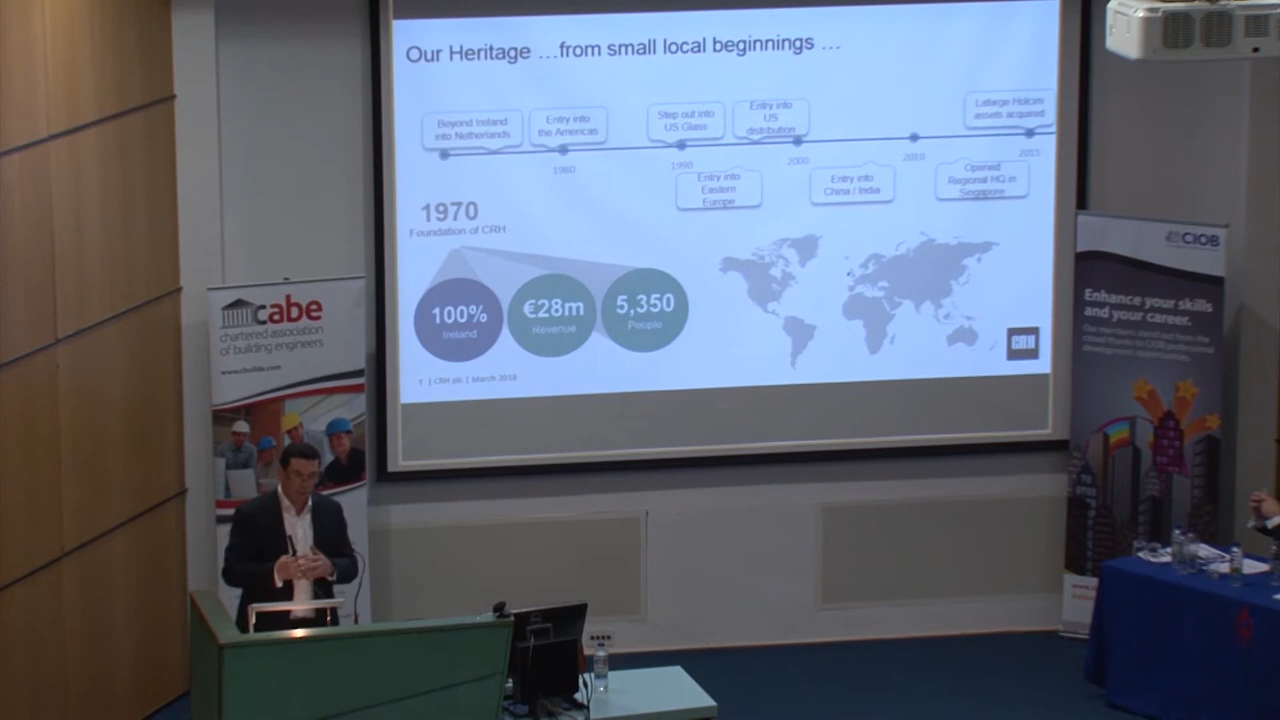 Our Heritage …from small local beginnings …
Beyond Ireland
into Netherlands
Entry into
the Americas
Step out into
US Glass
Entry into
US
distribution
Lafarge Holcim
assets acquired
1980
1990
2000
2010
2015
Entry into
Eastern
Europe
Entry into
China / India
Opened
Regional HQ in
Singapore
1970
Foundation of CRH
100%
Ireland
€28m
Revenue
5,350
People
CRH
1 | CRH plc | March 2018
cabe
chartered association
of building engineers
CIOB
Enhance your skills
and your career.